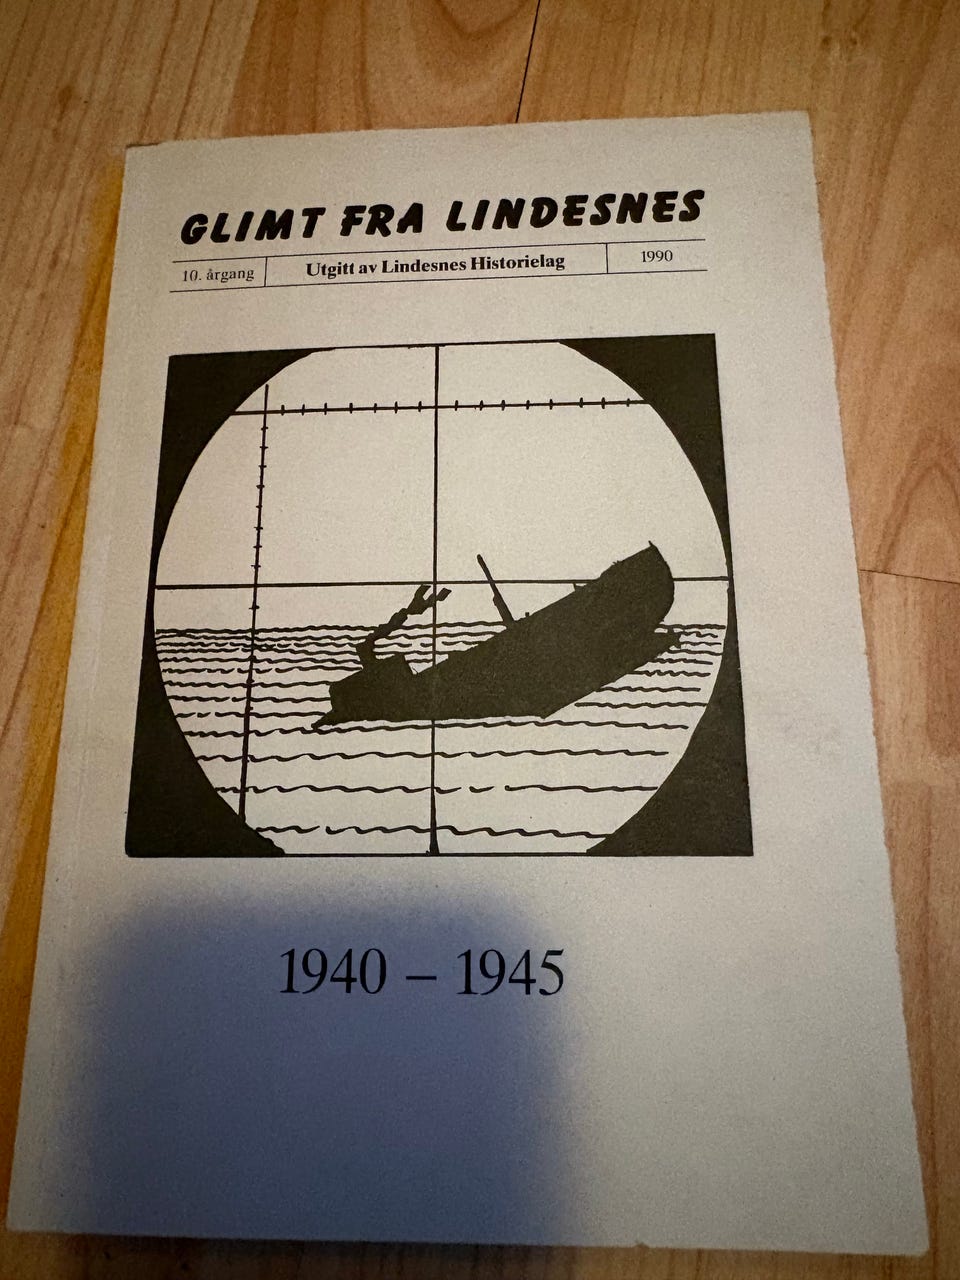 GLIMT FRA LINDESNES
10. årgang
Utgitt av Lindesnes Historielag
1990
1940 – 1945